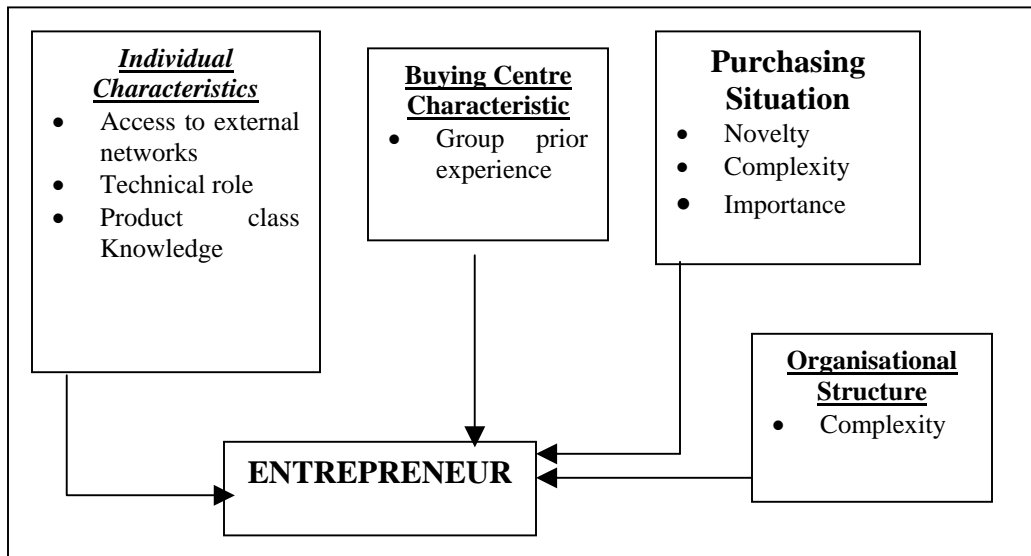 Individual
Characteristics
• Access to external
networks
• Technical role
• Product class
Knowledge
Buying Centre
Characteristic
• Group prior
experience
Purchasing
Situation
• Novelty
• Complexity
• Importance
Organisational
Structure
• Complexity
ENTREPRENEUR